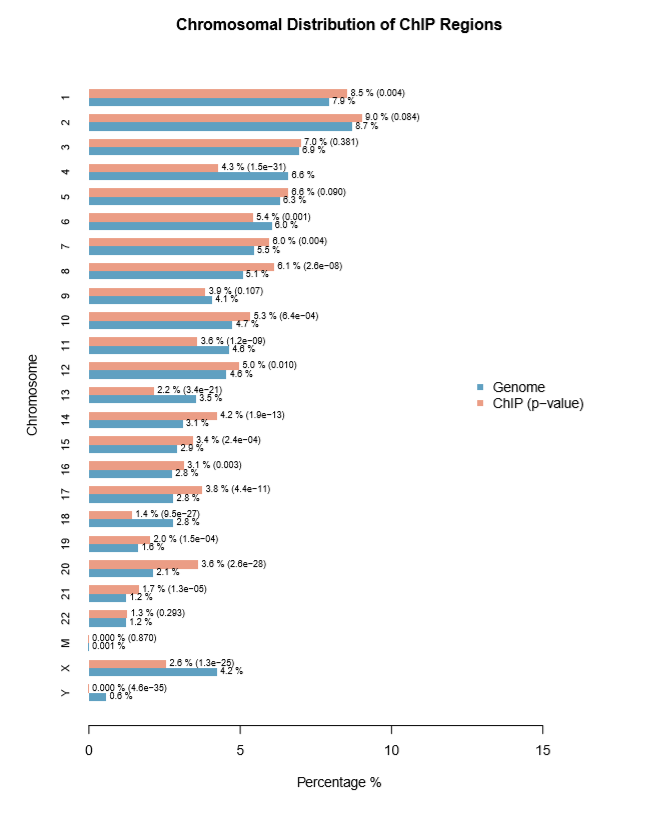 Chromosomal Distribution of ChIP Regions
1
8.5 % (0.004)
7.9 %
2
9.0 % (0.084)
8.7 %
3
7.0 % (0.381)
6.9 %
4
4.3 % (1.5e−31)
6.6 %
5
6.6 % (0.090)
6.3 %
6
5.4 % (0.001)
6.0 %
7
6.0 % (0.004)
5.5 %
8
6.1 % (2.6e−08)
5.1 %
9
3.9 % (0.107)
4.1 %
10
5.3 % (6.4e−04)
4.7 %
11
3.6 % (1.2e−09)
4.6 %
12
5.0 % (0.010)
4.6 %
13
2.2 % (3.4e−21)
3.5 %
14
4.2 % (1.9e−13)
3.1 %
15
3.4 % (2.4e−04)
2.9 %
16
3.1 % (0.003)
2.8 %
17
3.8 % (4.4e−11)
2.8 %
18
1.4 % (9.5e−27)
2.8 %
19
2.0 % (1.5e−04)
1.6 %
20
3.6 % (2.6e−28)
2.1 %
21
1.7 % (1.3e−05)
1.2 %
22
1.3 % (0.293)
1.2 %
M
0.000 % (0.870)
0.001 %
X
2.6 % (1.3e−25)
4.2 %
Y
0.000 % (4.6e−35)
0.6 %
Chromosome
Genome
ChIP (p−value)
0 5 10 15
Percentage %